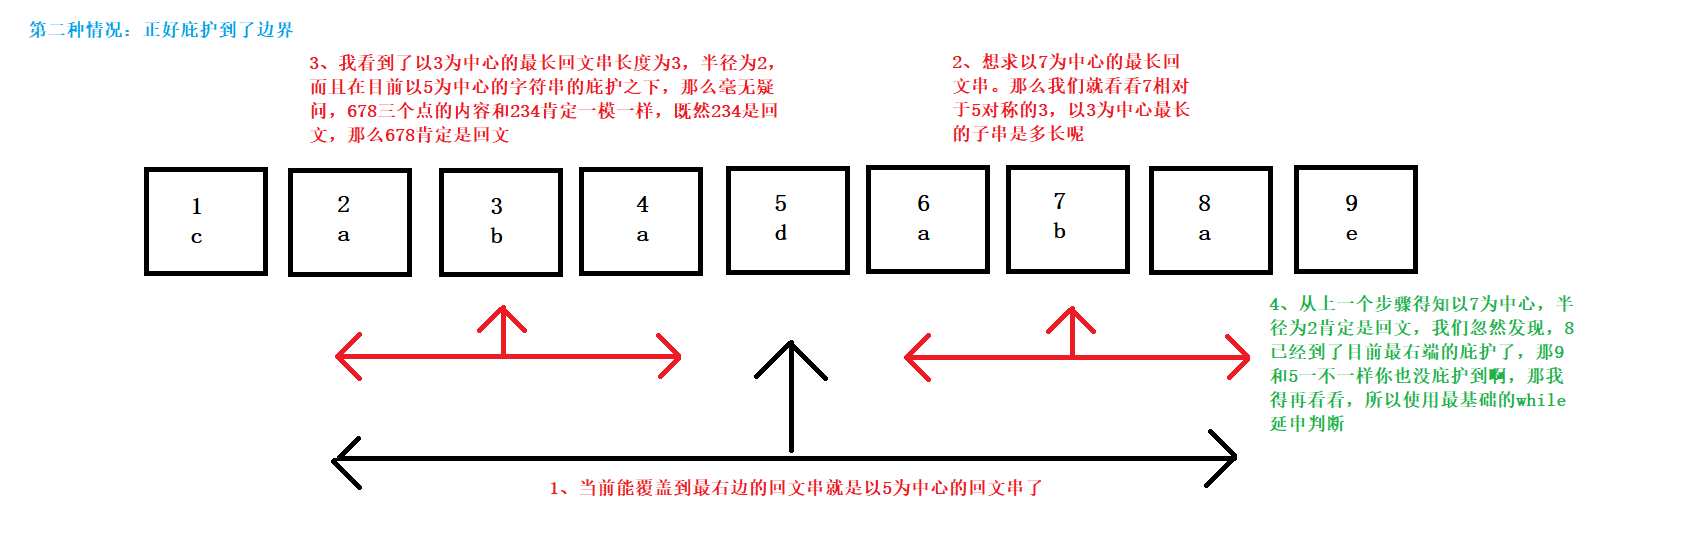 第二种情况：正好庇护到了边界
3、我看到了以3为中心的最长回文串长度为3，半径为2，
而且在目前以5为中心的字符串的庇护之下，那么毫无疑
问，678三个点的内容和234肯定一模一样，既然234是回
文，那么678肯定是回文
2、想求以7为中心的最长回
文串。那么我们就看看7相对
于5对称的3，以3为中心最长
的子串是多长呢
1 2 3 4 5 6 7 8 9
c a b a d a b a e
4、从上一个步骤得知以7为中心，半
径为2肯定是回文，我们忽然发现，8
已经到了目前最右端的庇护了，那9
和5一不一样你也没庇护到啊，那我
得再看看，所以使用最基础的while
延申判断
1、当前能覆盖到最右边的回文串就是以5为中心的回文串了